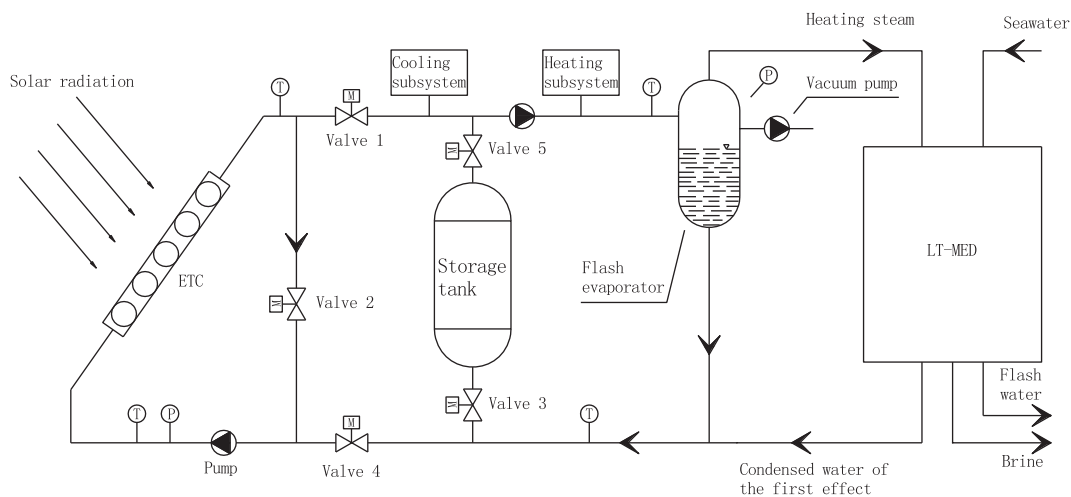 Heating steam
Seawater
Solar radiation
T
M
Cooling
subsystem
Heating
subsystem
T
P
Vacuum pump
Valve 1
M
Valve 5
ETC
Storage
tank
LT-MED
Flash
evaporator
M
Valve 2
Flash
water
T
P
M
M
Valve 3
T
Pump
Valve 4
Brine
Condensed water of
the first effect